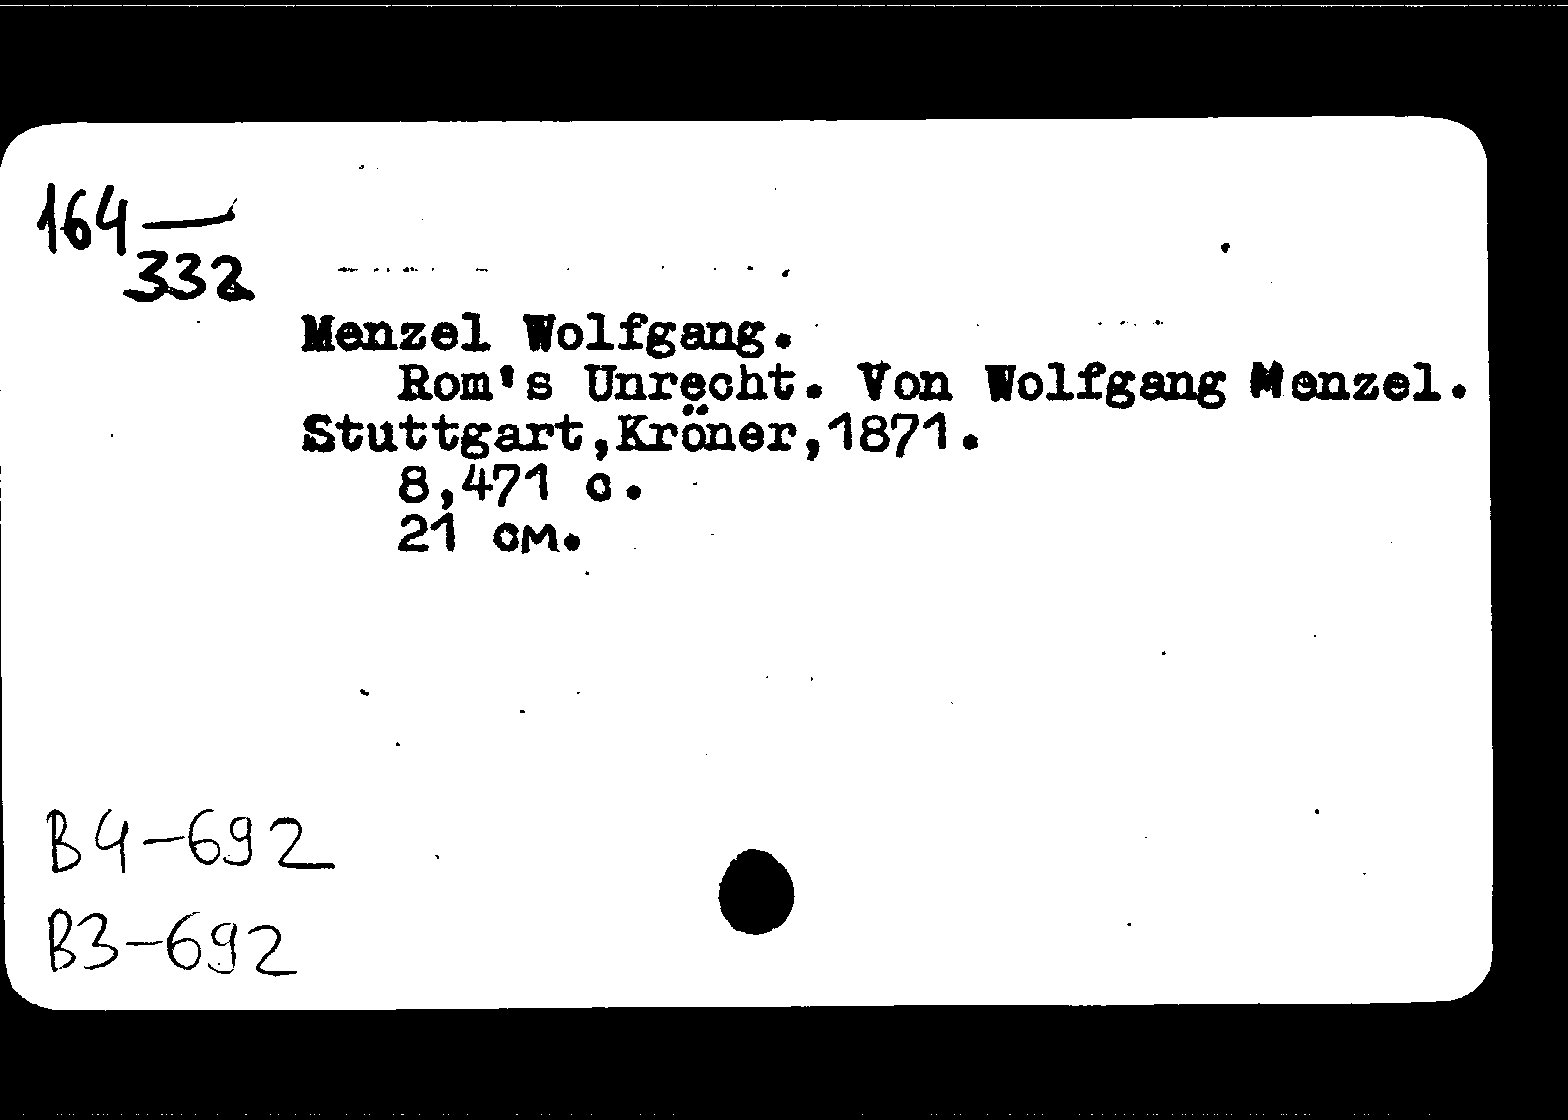 164—
332
Menzel Wolfgang.
Rom's Unrecht. Von Wolfgang Menzel.
Stuttgart,Kröner,1871.
8,471 с.
21 см.
B4-692
B3-692